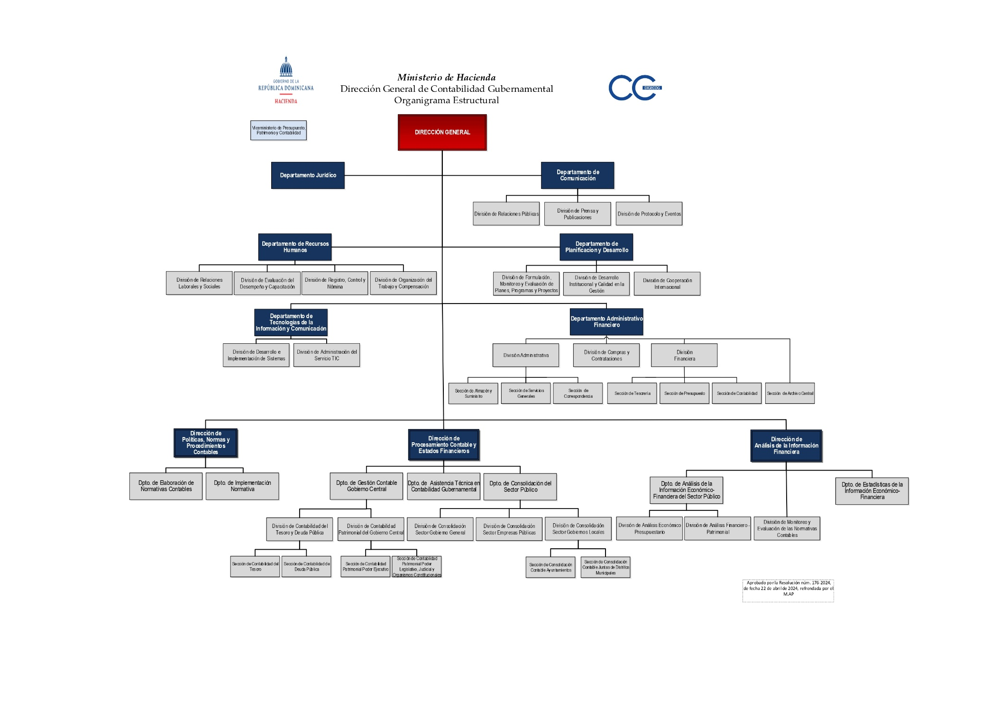 GOBIERNO DE LA
REPÚBLICA DOMINICANA
HACIENDA
Ministerio de Hacienda
Dirección General de Contabilidad Gubernamental
Organigrama Estructural
DIGECOG
Viceministerio de Presupuesto,
Patrimonio y Contabilidad
DIRECCIÓN GENERAL
Departamento Jurídico
Departamento de
Comunicación
División de Relaciones Públicas
División de Prensa y
Publicaciones
División de Protocolo y Eventos
Departamento de Recursos
Humanos
Departamento de
Planificacion y Desarrollo
División de Relaciones
Laborales y Sociales
División de Evaluación del
Desempeño y Capacitación
División de Registro, Control y
Nómina
División de Organización del
Trabajo y Compensación
División de Formulación,
Monitoreo y Evaluación de
Planes, Programas y Proyectos
División de Desarrollo
Institucional y Calidad en la
Gestión
División de Cooperación
Internacional
Departamento de
Tecnologías de la
Información y Comunicación
Departamento Administrativo
Financiero
División de Desarrollo e
Implementación de Sistemas
División de Administración del
Servicio TIC
División Administrativa
División de Compras y
Contrataciones
División
Financiera
Sección de Almacén y
Suministro
Sección de Servicios
Generales
Sección de
Correspondencia
Sección de Tesorería
Sección de Presupuesto
Sección de Contabilidad
Sección de Archivo Central
Dirección de
Políticas, Normas y
Procedimientos
Contables
Dirección de
Procesamiento Contable y
Estados Financieros
Dirección de
Análisis de la Información
Financiera
Dpto. de Elaboración de
Normativas Contables
Dpto. de Implementación
Normativa
Dpto. de Gestión Contable
Gobierno Central
Dpto. de Asistencia Técnica en
Contabilidad Gubernamental
Dpto. de Consolidación del
Sector Público
Dpto. de Análisis de la
Información Económico-
Financiera del Sector Público
Dpto. de Estadísticas de la
Información Económico-
Financiera
División de Contabilidad del
Tesoro y Deuda Pública
División de Contabilidad
Patrimonial del Gobierno Central
División de Consolidación
Sector Gobierno General
División de Consolidación
Sector Empresas Públicas
División de Consolidación
Sector Gobiernos Locales
División de Análisis Económico
Presupuestario
División de Análisis Financiero -
Patrimonial
División de Monitoreo y
Evaluación de las Normativas
Contables
Sección de Contabilidad del
Tesoro
Sección de Contabilidad de
Deuda Pública
Sección de Contabilidad
Patrimonial Poder Ejecutivo
Sección de Contabilidad
Patrimonial Poder
Legislativo, Judicial y
Organismos Constitucionales
Sección de Consolidación
Contable Ayuntamientos
Sección de Consolidación
Contable Juntas de Distritos
Municipales
Aprobado por la Resolución núm. 176-2024,
de fecha 22 de abril de 2024, refrendada por el
M.AP